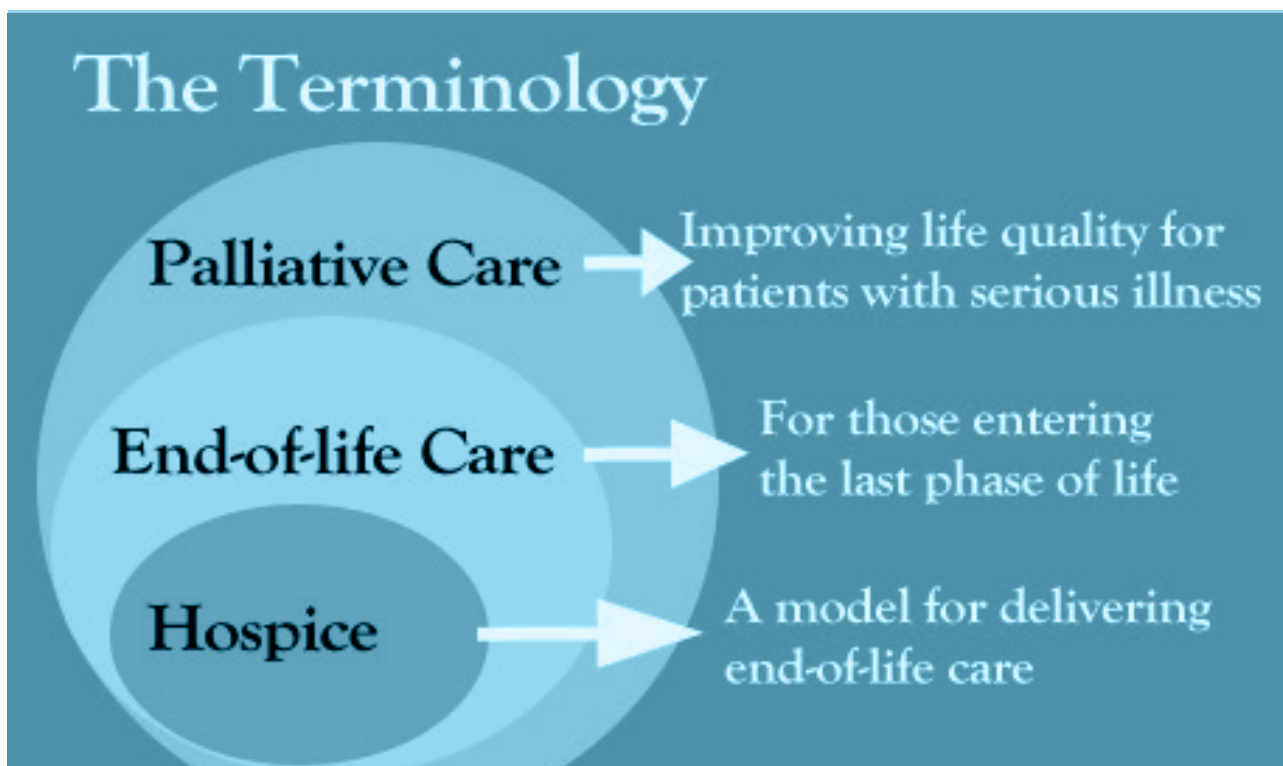 The Terminology
Palliative Care
Improving life quality for
patients with serious illness
End-of-life Care
For those entering
the last phase of life
Hospice
A model for delivering
end-of-life care